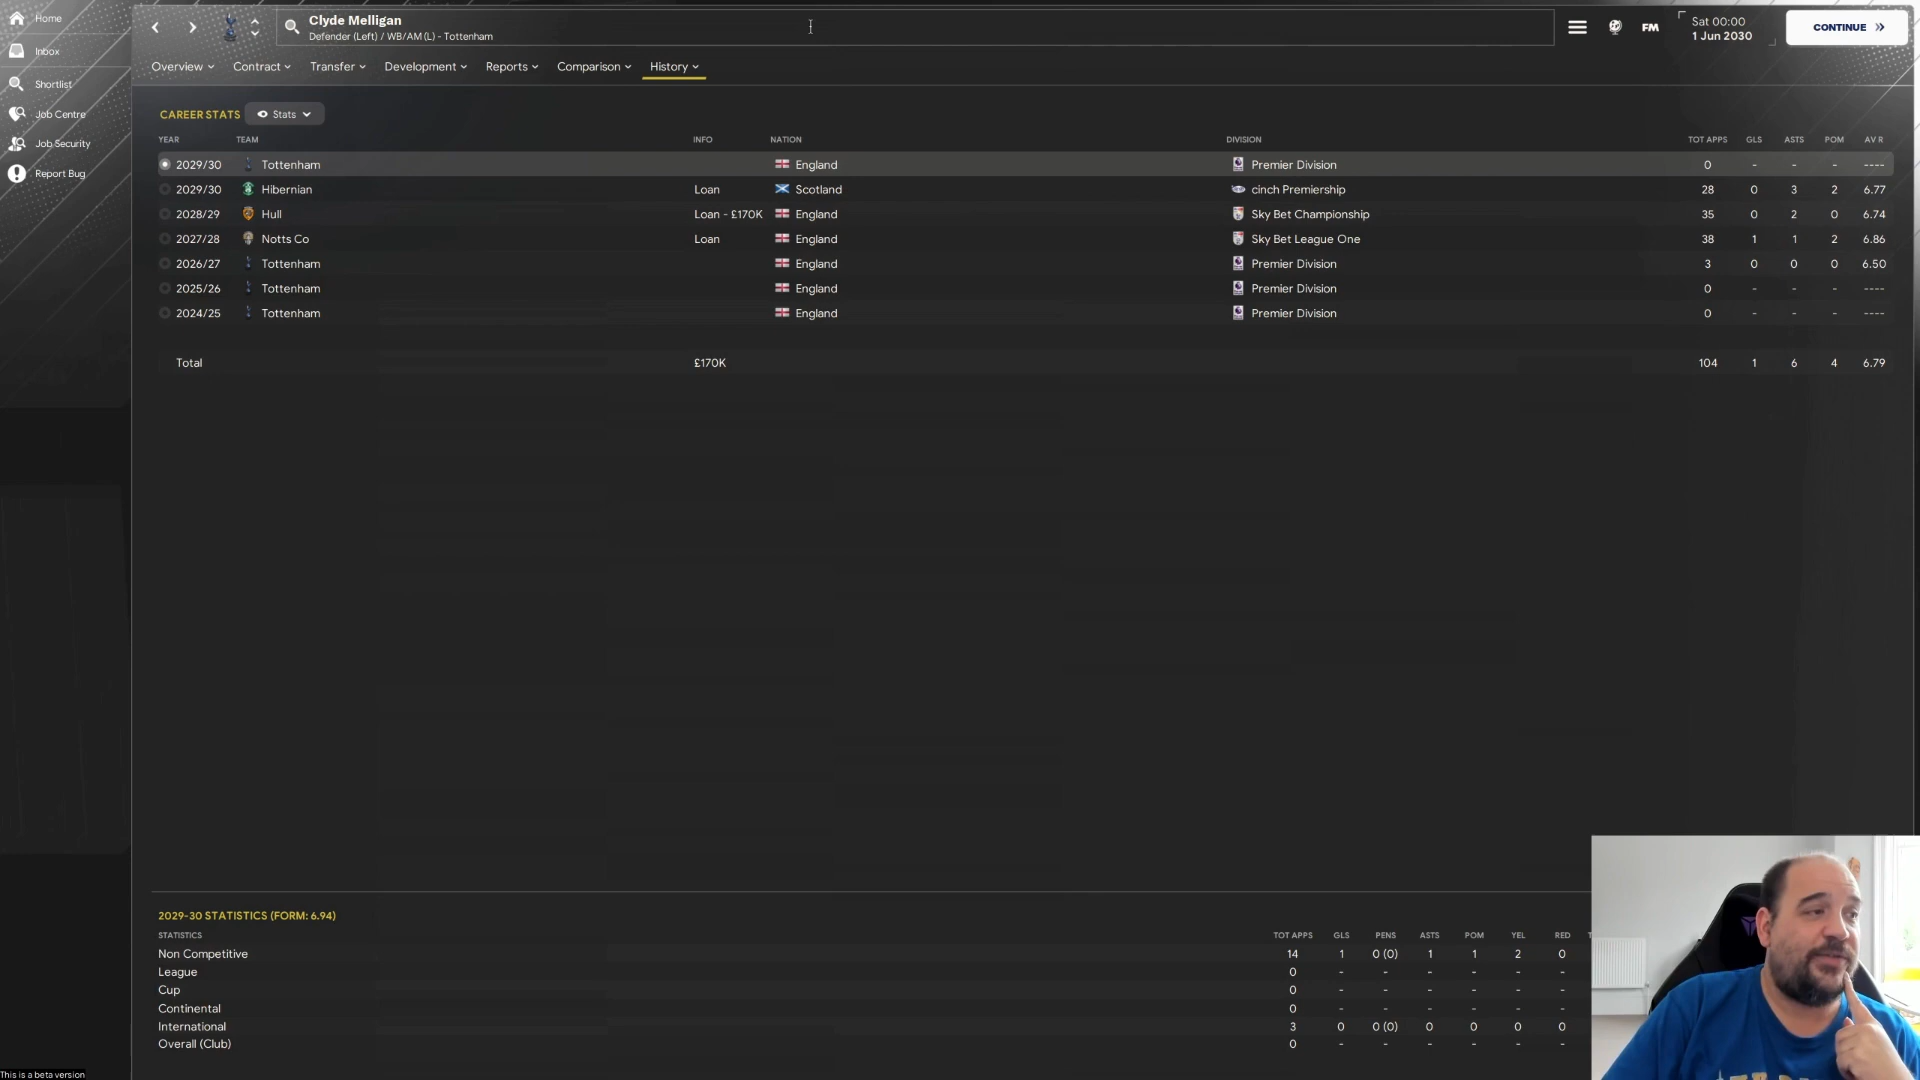 Home
Inbox
Shortlist
Job Centre
Job Security
Report Bug
Clyde Melligan
Defender (Left) / WB/AM (L) - Tottenham
FM
Sat 00:00
1 Jun 2030
CONTINUE
Overview Contract Transfer Development Reports Comparison History
CAREER STATS Stats
YEAR TEAM INFO NATION DIVISION TOT APPS GLS ASTS POM AV R
2029/30 Tottenham England Premier Division 0 - - - ----
2029/30 Hibernian Loan Scotland cinch Premiership 28 0 3 2 6.77
2028/29 Hull Loan - £170K England Sky Bet Championship 35 0 2 0 6.74
2027/28 Notts Co Loan England Sky Bet League One 38 1 1 2 6.86
2026/27 Tottenham England Premier Division 3 0 0 0 6.50
2025/26 Tottenham England Premier Division 0 - - - ----
2024/25 Tottenham England Premier Division 0 - - - ----
Total £170K 104 1 6 4 6.79
2029-30 STATISTICS (FORM: 6.94)
STATISTICS TOT APPS GLS PENS ASTS POM YEL RED
Non Competitive 14 1 0 (0) 1 1 2 0
League 0 - - - - - -
Cup 0 - - - - - -
Continental 0 - - - - - -
International 3 0 0 (0) 0 0 0 0
Overall (Club) 0 - - - - - -
This is a beta version